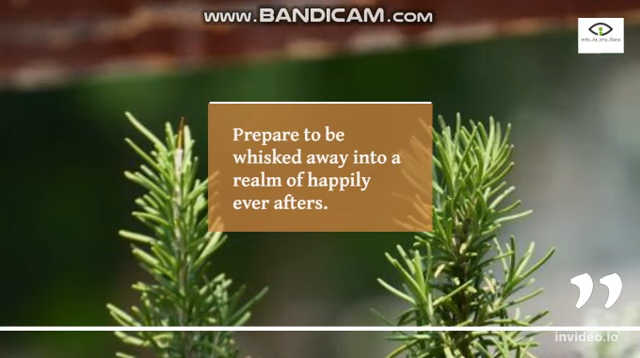 WWW.BANDICAM.COM
Prepare to be
whisked away into a
realm of happily
ever afters.
”
invideo.io